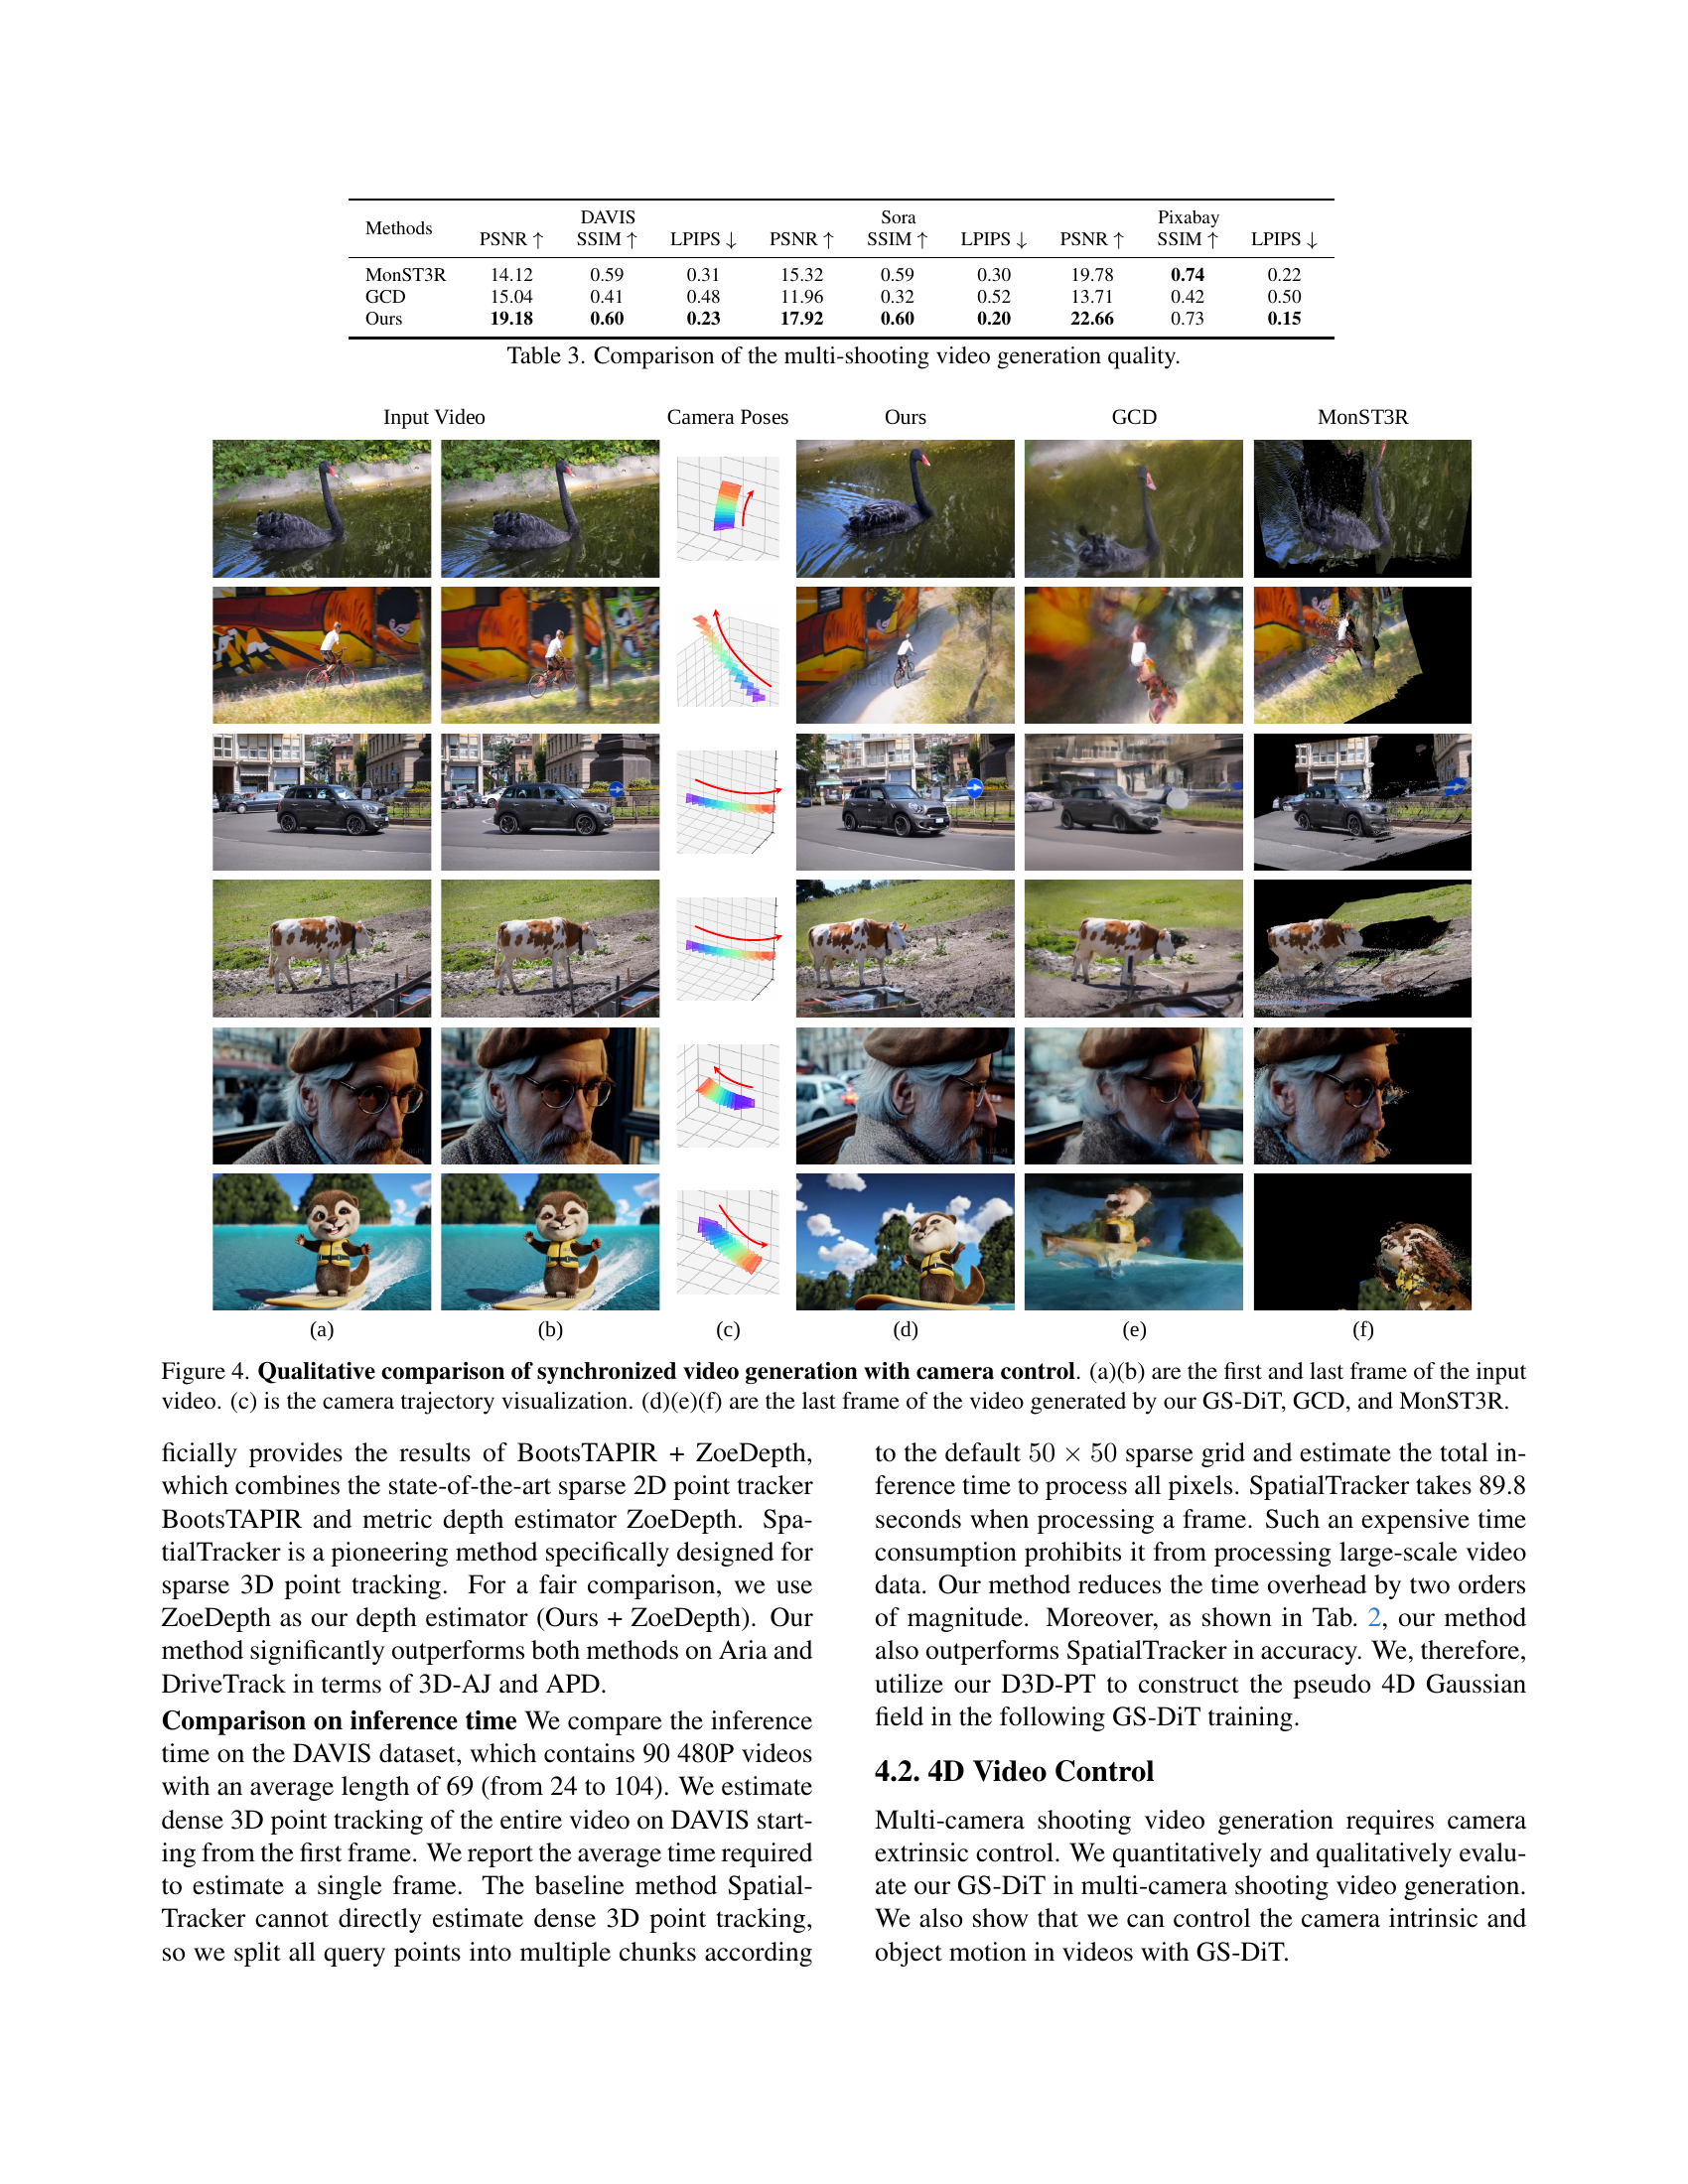 Methods DAVIS Sora Pixabay
PSNR ↑ SSIM ↑ LPIPS ↓ PSNR ↑ SSIM ↑ LPIPS ↓ PSNR ↑ SSIM ↑ LPIPS ↓
MonST3R 14.12 0.59 0.31 15.32 0.59 0.30 19.78 0.74 0.22
GCD 15.04 0.41 0.48 11.96 0.32 0.52 13.71 0.42 0.50
Ours 19.18 0.60 0.23 17.92 0.60 0.20 22.66 0.73 0.15
Table 3. Comparison of the multi-shooting video generation quality.
Input Video Camera Poses Ours GCD MonST3R
(a) (b) (c) (d) (e) (f)
Figure 4. Qualitative comparison of synchronized video generation with camera control. (a)(b) are the first and last frame of the input
video. (c) is the camera trajectory visualization. (d)(e)(f) are the last frame of the video generated by our GS-DiT, GCD, and MonST3R.
ficially provides the results of BootsTAPIR + ZoeDepth,
which combines the state-of-the-art sparse 2D point tracker
BootsTAPIR and metric depth estimator ZoeDepth. Spa-
tialTracker is a pioneering method specifically designed for
sparse 3D point tracking. For a fair comparison, we use
ZoeDepth as our depth estimator (Ours + ZoeDepth). Our
method significantly outperforms both methods on Aria and
DriveTrack in terms of 3D-AJ and APD.
Comparison on inference time We compare the inference
time on the DAVIS dataset, which contains 90 480P videos
with an average length of 69 (from 24 to 104). We estimate
dense 3D point tracking of the entire video on DAVIS start-
ing from the first frame. We report the average time required
to estimate a single frame. The baseline method Spatial-
Tracker cannot directly estimate dense 3D point tracking,
so we split all query points into multiple chunks according
to the default 50 × 50 sparse grid and estimate the total in-
ference time to process all pixels. SpatialTracker takes 89.8
seconds when processing a frame. Such an expensive time
consumption prohibits it from processing large-scale video
data. Our method reduces the time overhead by two orders
of magnitude. Moreover, as shown in Tab. 2, our method
also outperforms SpatialTracker in accuracy. We, therefore,
utilize our D3D-PT to construct the pseudo 4D Gaussian
field in the following GS-DiT training.
4.2. 4D Video Control
Multi-camera shooting video generation requires camera
extrinsic control. We quantitatively and qualitatively evalu-
ate our GS-DiT in multi-camera shooting video generation.
We also show that we can control the camera intrinsic and
object motion in videos with GS-DiT.